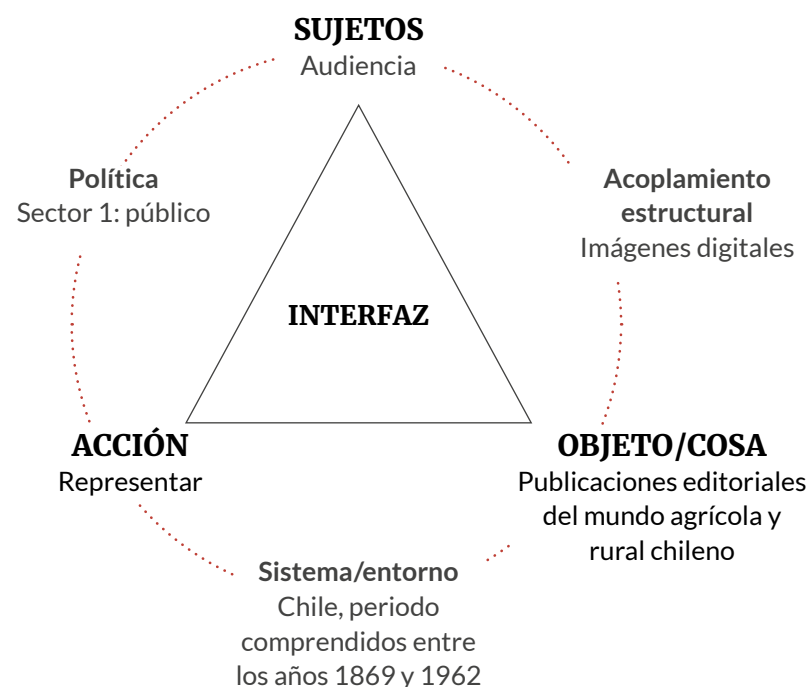 SUJETOS
Audiencia
Política
Sector 1: público
Acoplamiento
estructural
Imágenes digitales
INTERFAZ
ACCIÓN
Representar
OBJETO/COSA
Publicaciones editoriales
del mundo agrícola y
rural chileno
Sistema/entorno
Chile, periodo
comprendidos entre
los años 1869 y 1962